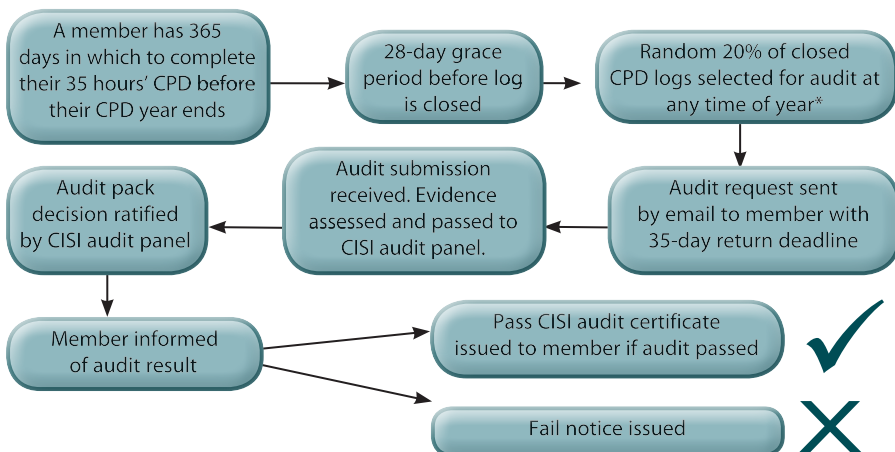 A member has 365
days in which to complete
their 35 hours’ CPD before
their CPD year ends
28-day grace
period before log
is closed
Random 20% of closed
CPD logs selected for audit at
any time of year*
Audit request sent
by email to member with
35-day return deadline
Audit submission
received. Evidence
assessed and passed to
CISI audit panel.
Audit pack
decision ratified
by CISI audit panel
Member informed
of audit result
Pass CISI audit certificate
issued to member if audit passed
Fail notice issued